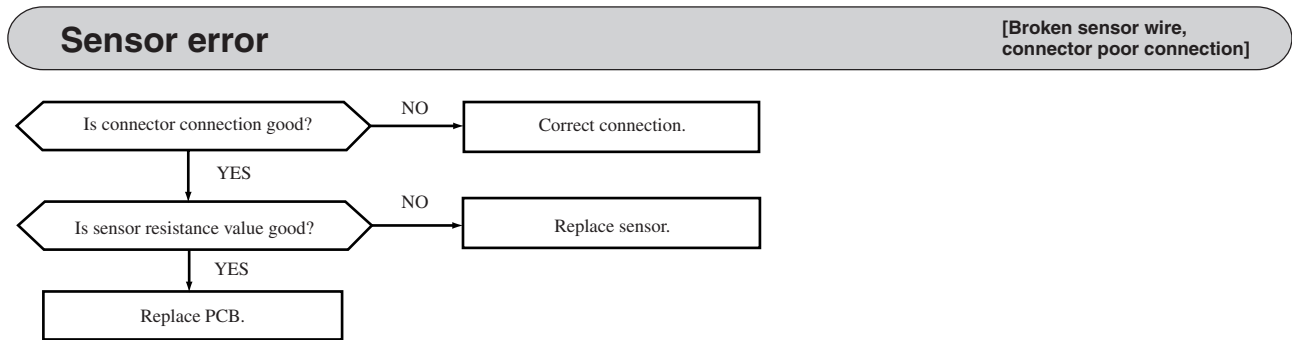 Sensor error
[Broken sensor wire,
connector poor connection]
Is connector connection good?
NO
Correct connection.
YES
Is sensor resistance value good?
NO
Replace sensor.
YES
Replace PCB.